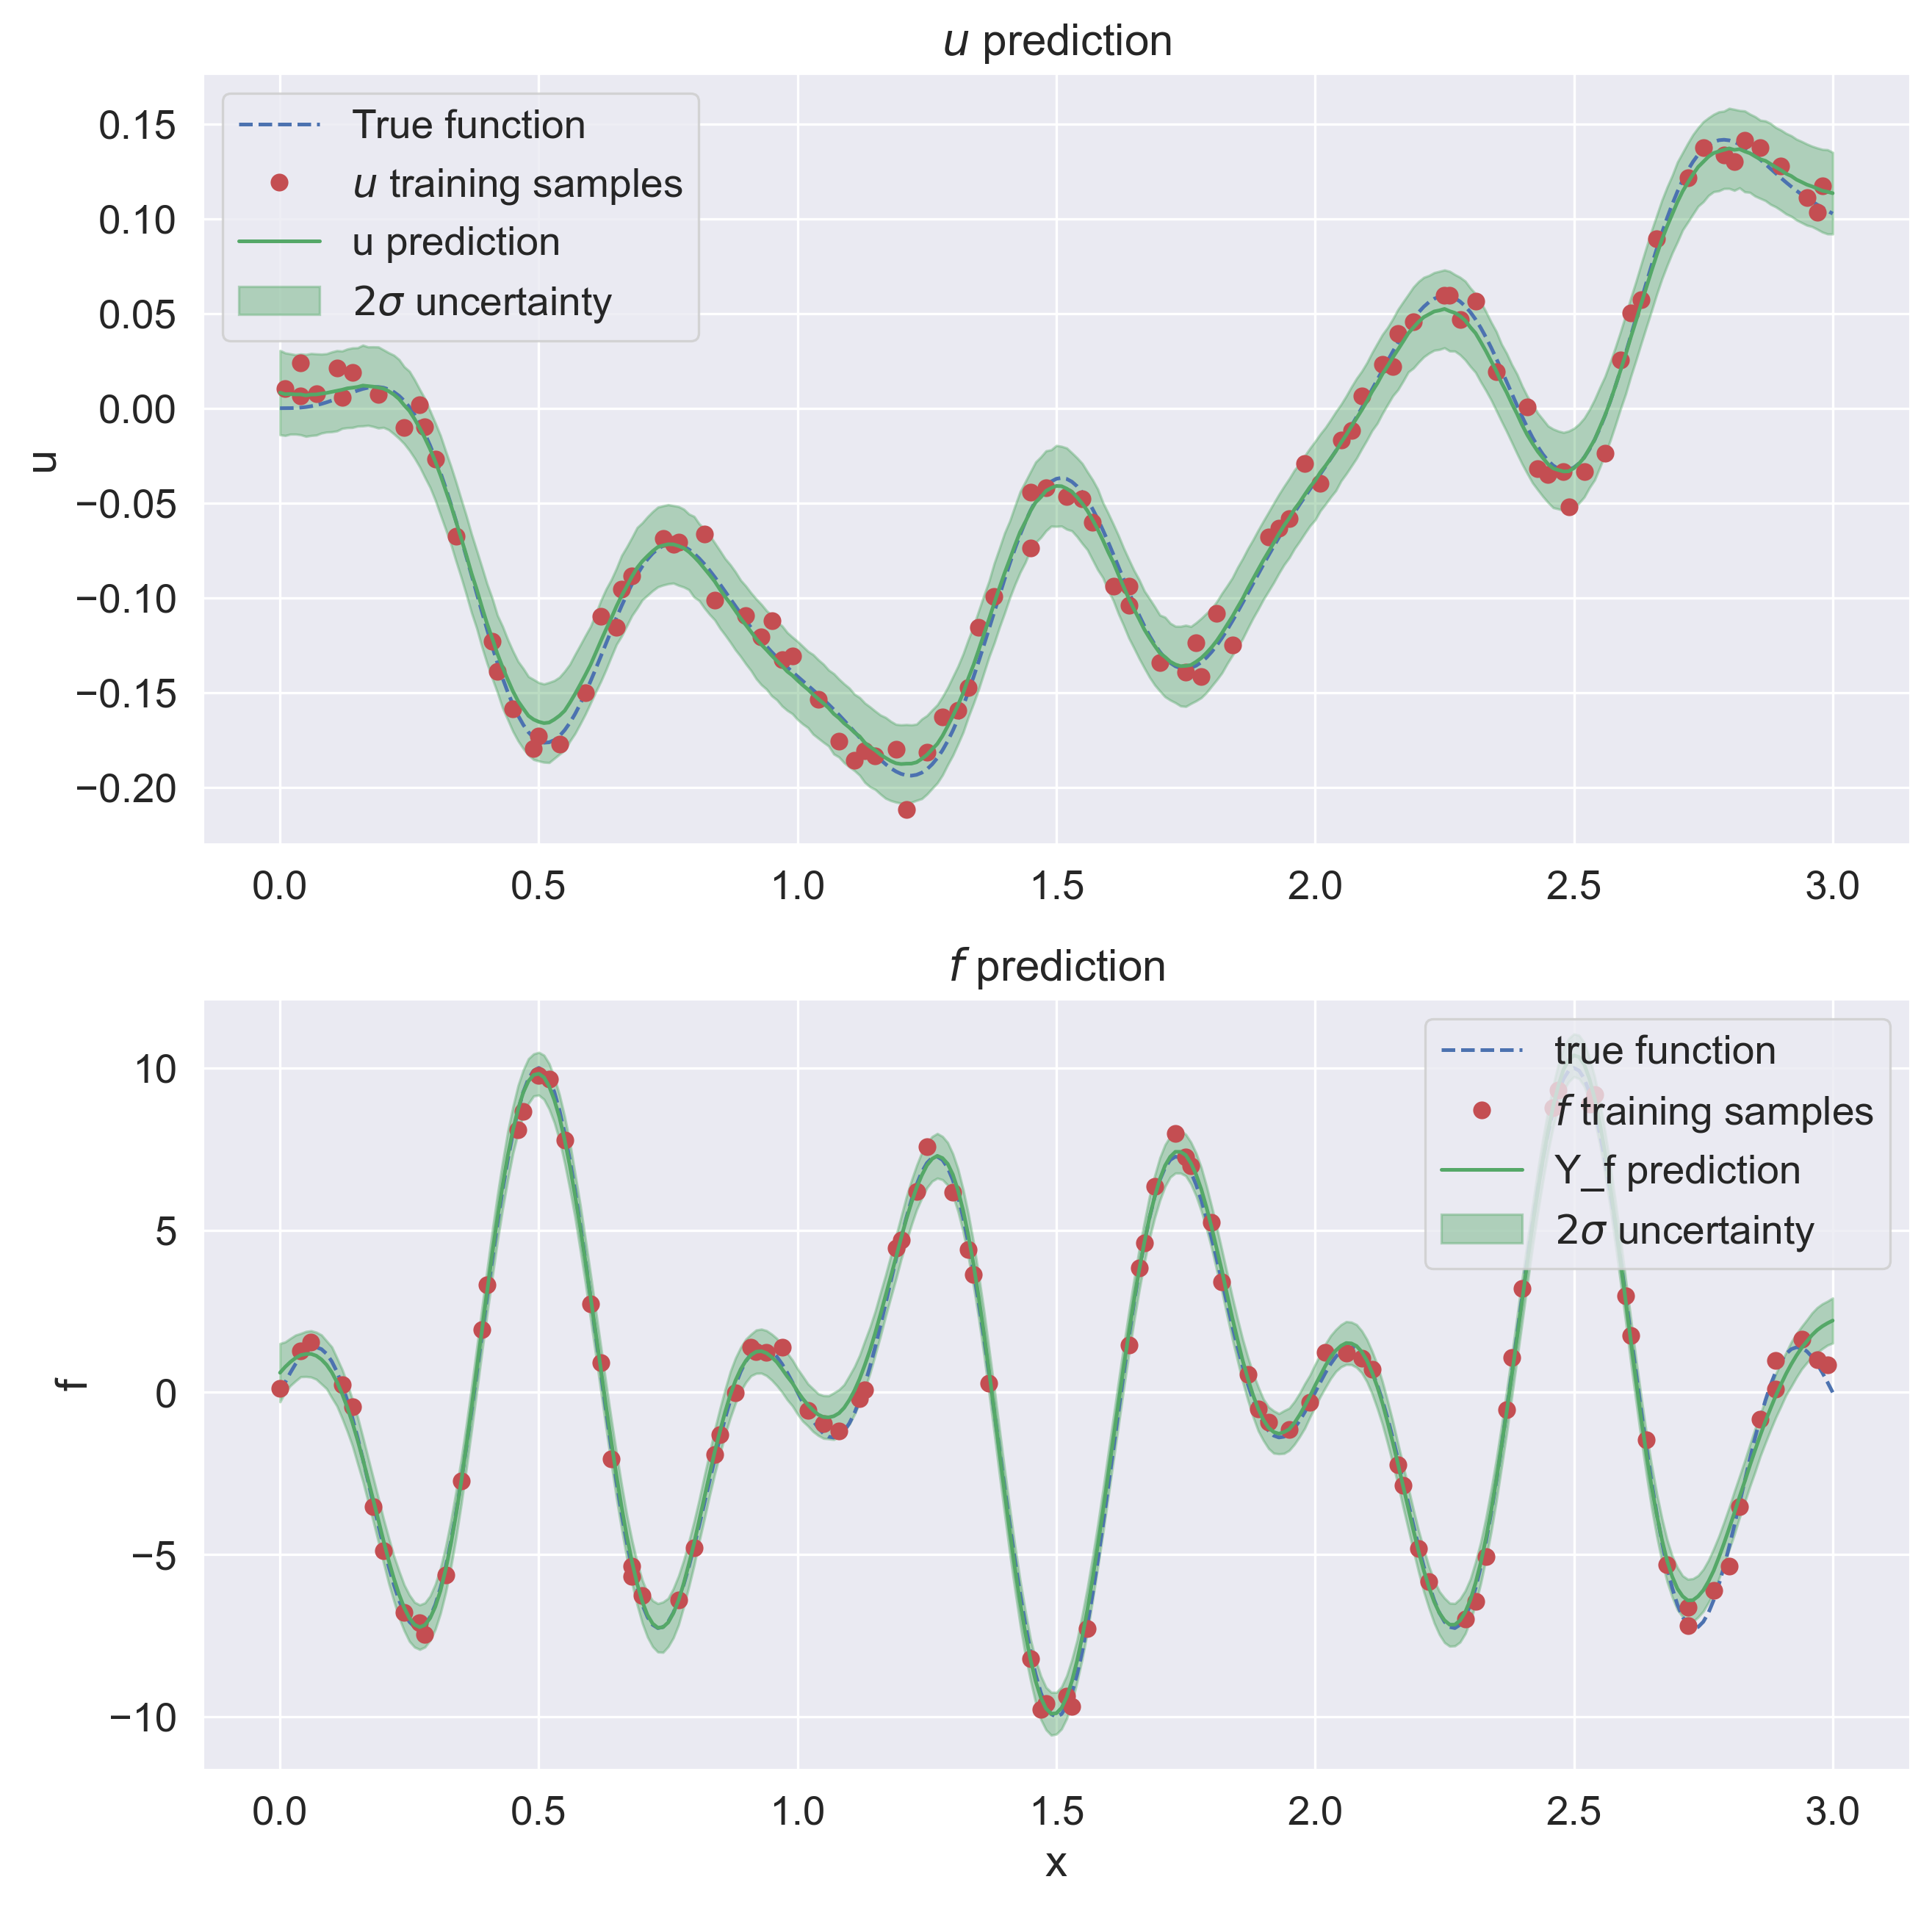 u prediction
True function
u training samples
u prediction
2σ uncertainty
0.15
0.10
0.05
0.00
−0.05
−0.10
−0.15
−0.20
u
0.0 0.5 1.0 1.5 2.0 2.5 3.0
f prediction
true function
f training samples
Y_f prediction
2σ uncertainty
10
5
0
−5
−10
f
0.0 0.5 1.0 1.5 2.0 2.5 3.0
x